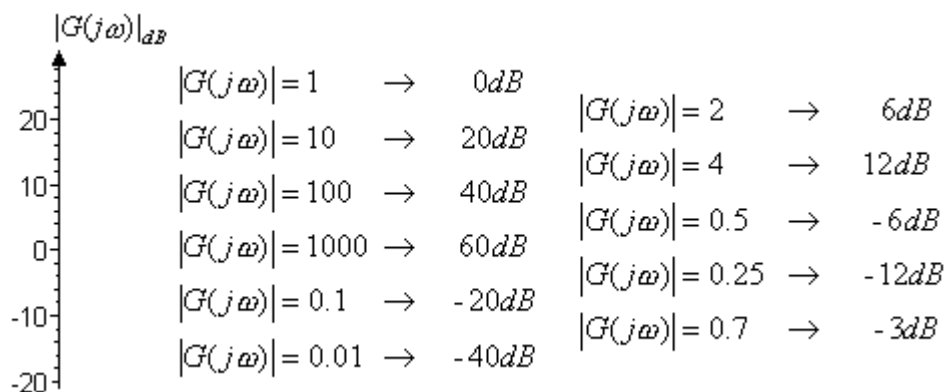 |G(jω)|dB
|G(jω)| = 1 → 0dB
|G(jω)| = 10 → 20dB
|G(jω)| = 100 → 40dB
|G(jω)| = 1000 → 60dB
|G(jω)| = 0.1 → -20dB
|G(jω)| = 0.01 → -40dB
|G(jω)| = 2 → 6dB
|G(jω)| = 4 → 12dB
|G(jω)| = 0.5 → -6dB
|G(jω)| = 0.25 → -12dB
|G(jω)| = 0.7 → -3dB
20
10
0
-10
-20